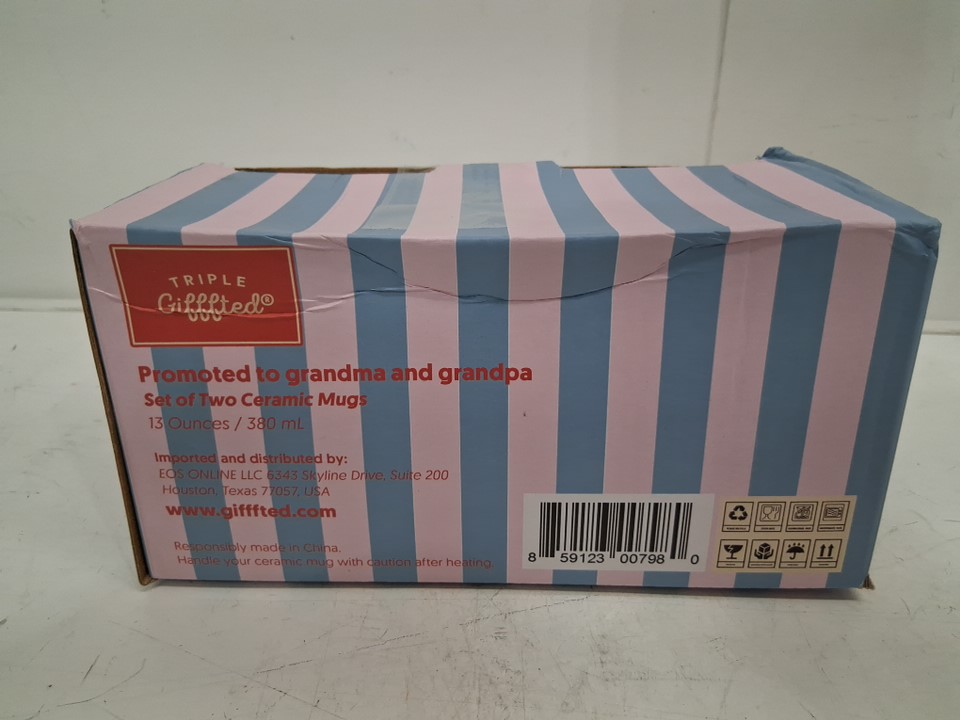 TRIPLE
Gifffted®
Promoted to grandma and grandpa
Set of Two Ceramic Mugs
13 Ounces / 380 mL
Imported and distributed by:
EOS ONLINE LLC 6343 Skyline Drive, Suite 200
Houston, Texas 77057, USA
www.gifffted.com
Responsibly made in China.
Handle your ceramic mug with caution after heating.
8 59123 00798 0